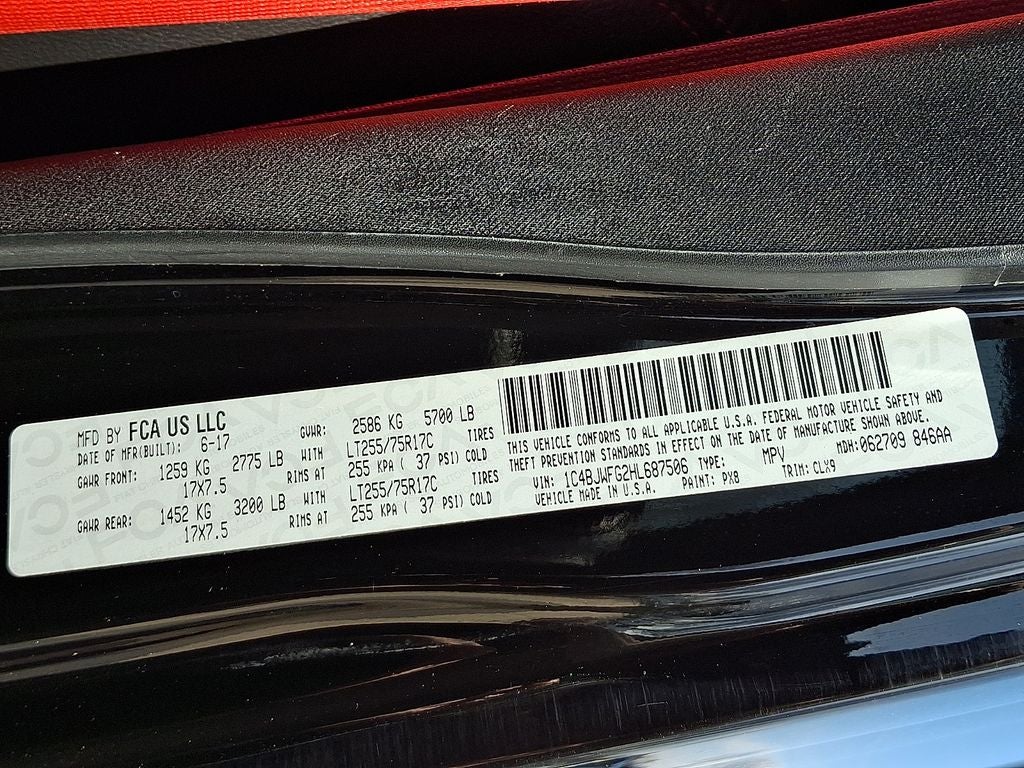 MFD BY FCA US LLC
DATE OF MFR(BUILT): 6-17 GVWR: 2586 KG 5700 LB
GAWR FRONT: 1259 KG 2775 LB WITH LT255/75R17C TIRES
17X7.5 RIMS AT 255 KPA ( 37 PSI) COLD
GAWR REAR: 1452 KG 3200 LB WITH LT255/75R17C TIRES
17X7.5 RIMS AT 255 KPA ( 37 PSI) COLD
THIS VEHICLE CONFORMS TO ALL APPLICABLE U.S.A. FEDERAL MOTOR VEHICLE SAFETY AND
THEFT PREVENTION STANDARDS IN EFFECT ON THE DATE OF MANUFACTURE SHOWN ABOVE.
VIN: 1C4BJWFG2HL687506 TYPE: MPV MDH:062709 846AA
VEHICLE MADE IN U.S.A. PAINT: PX8 TRIM: CLX9